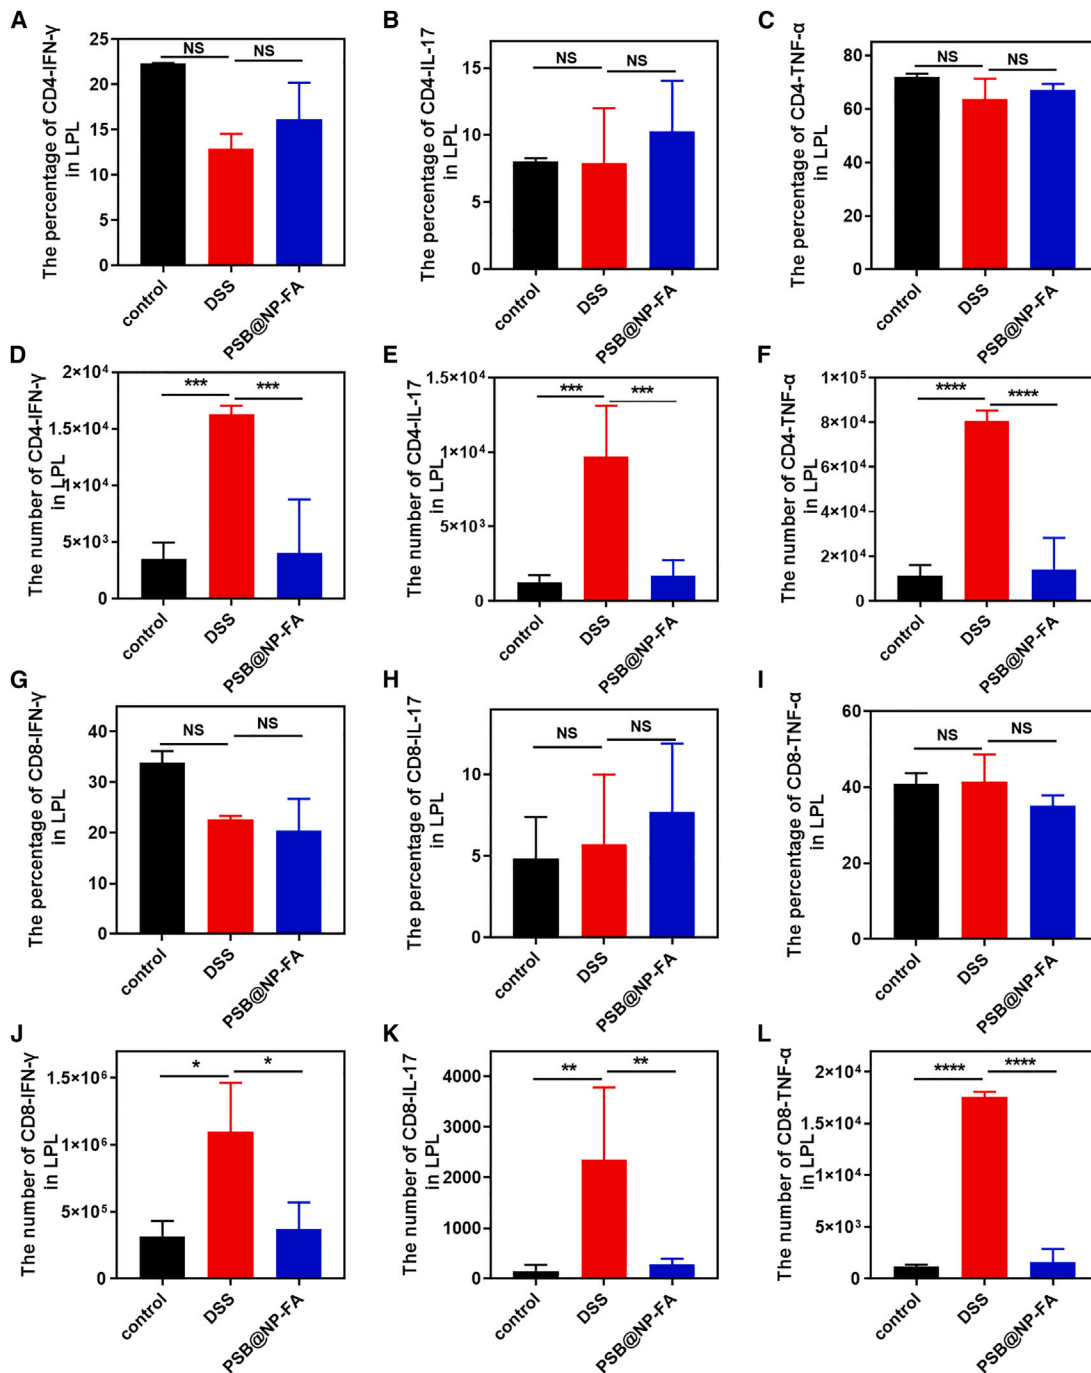 A
The percentage of CD4-IFN-γ
in LPL
25
20
15
10
5
0
NS
NS
control
DSS
PSB@NP-FA
B
The percentage of CD4-IL-17
in LPL
15
10
5
0
NS
NS
control
DSS
PSB@NP-FA
C
The percentage of CD4-TNF-α
in LPL
80
60
40
20
0
NS
NS
control
DSS
PSB@NP-FA
D
The number of CD4-IFN-γ
in LPL
2×10⁴
1.5×10⁴
1×10⁴
5×10³
0
***
***
control
DSS
PSB@NP-FA
E
The number of CD4-IL-17
in LPL
1.5×10⁴
1×10⁴
5×10³
0
***
***
control
DSS
PSB@NP-FA
F
The number of CD4-TNF-α
in LPL
1×10⁵
8×10⁴
6×10⁴
4×10⁴
2×10⁴
0
****
****
control
DSS
PSB@NP-FA
G
The percentage of CD8-IFN-γ
in LPL
40
30
20
10
0
NS
NS
control
DSS
PSB@NP-FA
H
The percentage of CD8-IL-17
in LPL
10
5
0
NS
NS
control
DSS
PSB@NP-FA
I
The percentage of CD8-TNF-α
in LPL
60
40
20
0
NS
NS
control
DSS
PSB@NP-FA
J
The number of CD8-IFN-γ
in LPL
1.5×10⁶
1×10⁶
5×10⁵
0
*
*
control
DSS
PSB@NP-FA
K
The number of CD8-IL-17
in LPL
4000
3000
2000
1000
0
**
**
control
DSS
PSB@NP-FA
L
The number of CD8-TNF-α
in LPL
2×10⁴
1×10⁴
5×10³
0
****
****
control
DSS
PSB@NP-FA